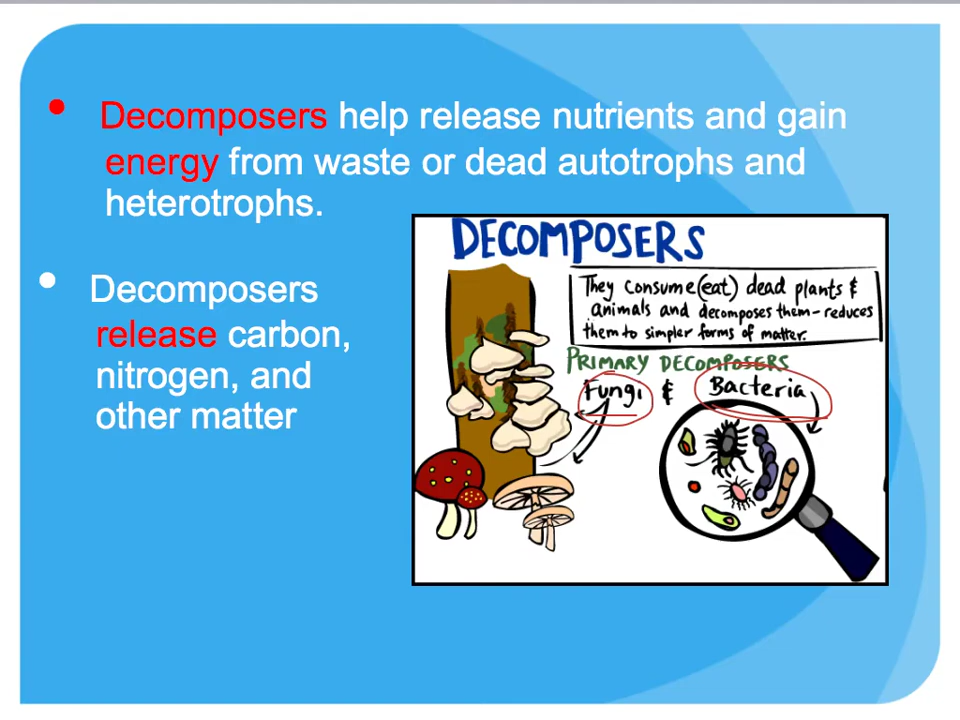 • Decomposers help release nutrients and gain
energy from waste or dead autotrophs and
heterotrophs.
• Decomposers
release carbon,
nitrogen, and
other matter
DECOMPOSERS
They consume (eat) dead plants &
animals and decomposes them - reduces
them to simpler forms of matter.
PRIMARY DECOMPOSERS
Fungi & Bacteria